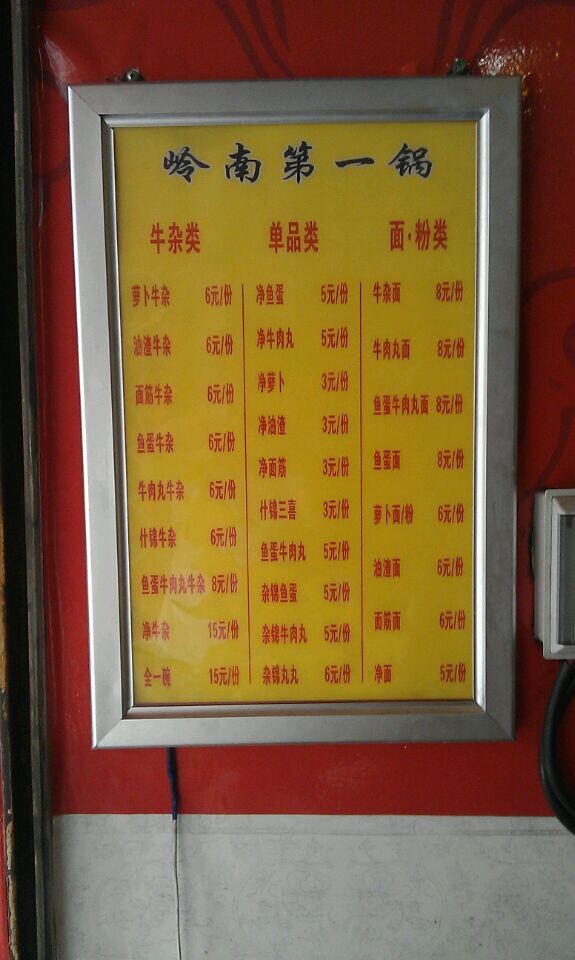 岭南第一锅
牛杂类
萝卜牛杂 6元/份
油渣牛杂 6元/份
面筋牛杂 6元/份
鱼蛋牛杂 6元/份
牛肉丸牛杂 6元/份
什锦牛杂 6元/份
鱼蛋牛肉丸牛杂 8元/份
净牛杂 15元/份
全一碗 15元/份
单品类
净鱼蛋 5元/份
净牛肉丸 5元/份
净萝卜 3元/份
净油渣 3元/份
净面筋 3元/份
什锦三喜 3元/份
鱼蛋牛肉丸 5元/份
杂锦鱼蛋 5元/份
杂锦牛肉丸 5元/份
杂锦丸丸 6元/份
面·粉类
牛杂面 8元/份
牛肉丸面 8元/份
鱼蛋牛肉丸面 8元/份
鱼蛋面 8元/份
萝卜面/粉 6元/份
油渣面 6元/份
面筋面 6元/份
净面 5元/份